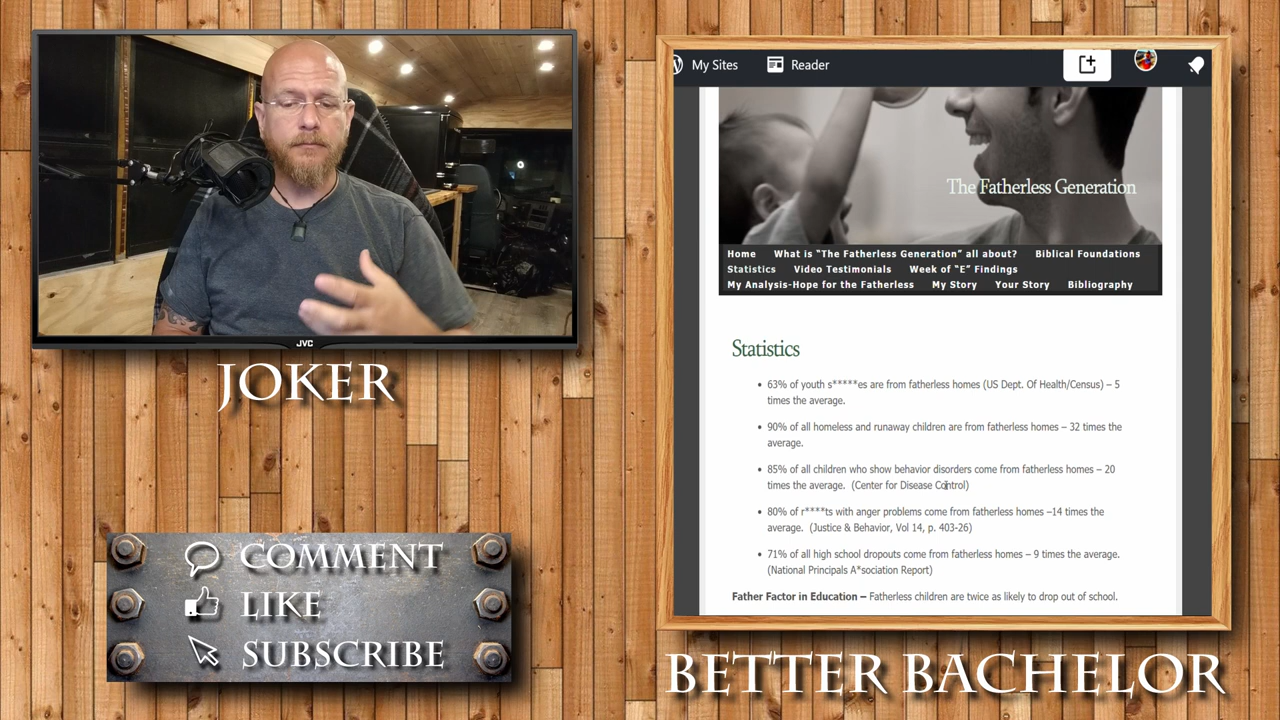 JVC
JOKER
COMMENT
LIKE
SUBSCRIBE
My Sites
Reader
The Fatherless Generation
Home What is “The Fatherless Generation” all about? Biblical Foundations
Statistics Video Testimonials Week of “E” Findings
My Analysis-Hope for the Fatherless My Story Your Story Bibliography
Statistics
• 63% of youth s*****es are from fatherless homes (US Dept. Of Health/Census) – 5
times the average.
• 90% of all homeless and runaway children are from fatherless homes – 32 times the
average.
• 85% of all children who show behavior disorders come from fatherless homes – 20
times the average. (Center for Disease Control)
• 80% of r****ts with anger problems come from fatherless homes –14 times the
average. (Justice & Behavior, Vol 14, p. 403-26)
• 71% of all high school dropouts come from fatherless homes – 9 times the average.
(National Principals A*sociation Report)
Father Factor in Education – Fatherless children are twice as likely to drop out of school.
BETTER BACHELOR